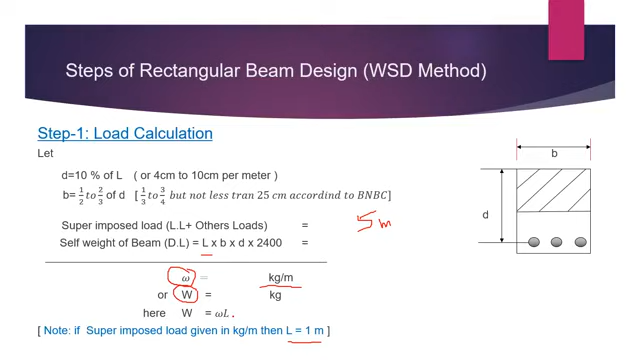 Steps of Rectangular Beam Design (WSD Method)
Step-1: Load Calculation
Let
d=10 % of L ( or 4cm to 10cm per meter )
b= 1/2 to 2/3 of d [ 1/3 to 3/4 but not less tran 25 cm accordind to BNBC]
Super imposed load (L.L+ Others Loads) = 5 m
Self weight of Beam (D.L) = L x b x d x 2400 =
ω = kg/m
or W = kg
here W = ωL.
[ Note: if Super imposed load given in kg/m then L = 1 m ]
b
d